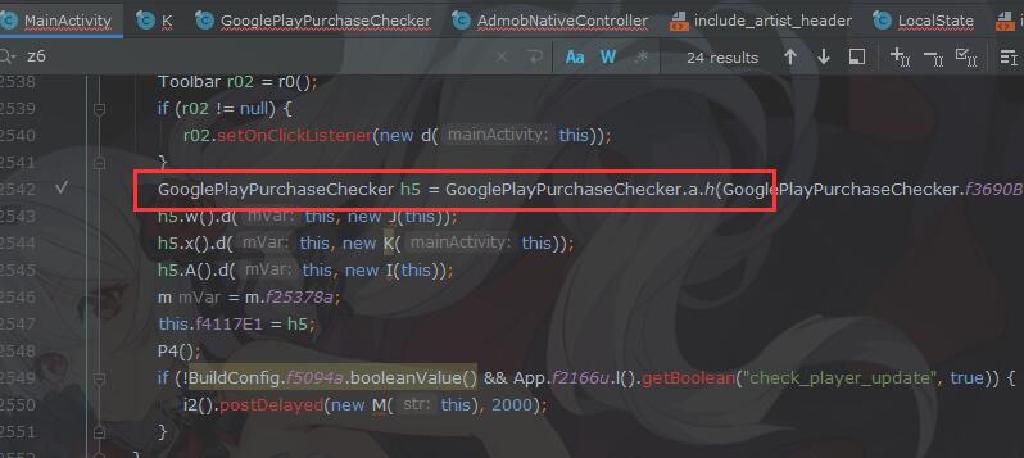 MainActivity K GooglePlayPurchaseChecker AdmobNativeController include_artist_header LocalState
z6 Aa W .* 24 results
2538 Toolbar r02 = r0();
2539 if (r02 != null) {
2540 r02.setOnClickListener(new d( mainActivity: this));
2541 }
2542 GooglePlayPurchaseChecker h5 = GooglePlayPurchaseChecker.a.h(GooglePlayPurchaseChecker.f3690B
2543 h5.w().d( mVar: this, new J(this));
2544 h5.x().d( mVar: this, new K( mainActivity: this));
2545 h5.A().d( mVar: this, new I(this));
2546 m mVar = m.f25378a;
2547 this.f4117E1 = h5;
2548 P4();
2549 if (!BuildConfig.f5094a.booleanValue() && App.f2166u.l().getBoolean("check_player_update", true)) {
2550 i2().postDelayed(new M( str: this), 2000);
2551 }
}